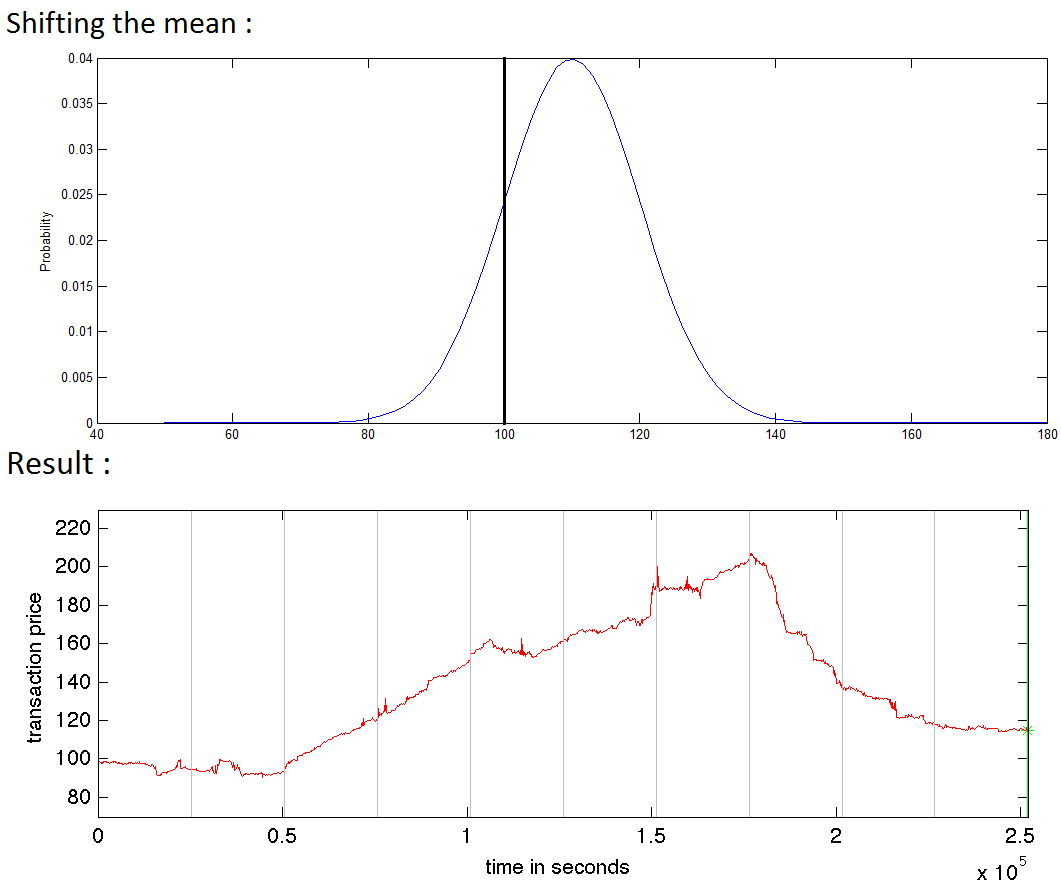 Shifting the mean :
0.04
0.035
0.03
0.025
0.02
0.015
0.01
0.005
0
Probability
40 60 80 100 120 140 160 180
Result :
220
200
180
160
140
120
100
80
transaction price
0 0.5 1 1.5 2 2.5
time in seconds
x 10^5